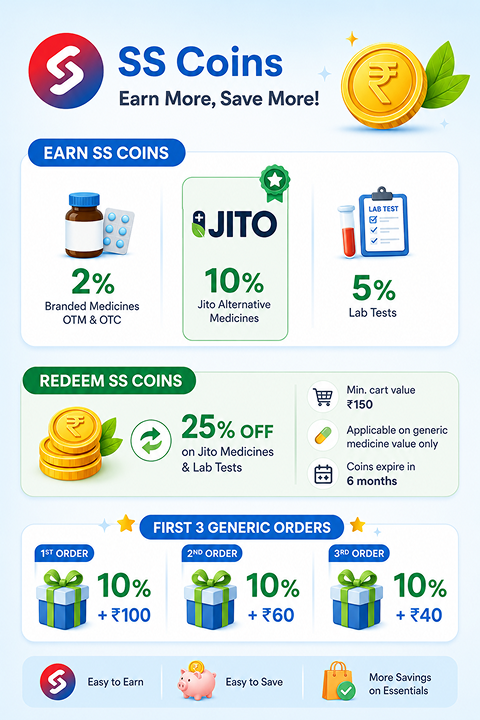 SS Coins
Earn More, Save More!
EARN SS COINS
2%
Branded Medicines
OTM & OTC
JITO
10%
Jito Alternative
Medicines
LAB TEST
5%
Lab Tests
REDEEM SS COINS
25% OFF
on Jito Medicines
& Lab Tests
Min. cart value
₹150
Applicable on generic
medicine value only
Coins expire in
6 months
FIRST 3 GENERIC ORDERS
1ST ORDER
10%
+ ₹100
2ND ORDER
10%
+ ₹60
3RD ORDER
10%
+ ₹40
Easy to Earn
Easy to Save
More Savings
on Essentials